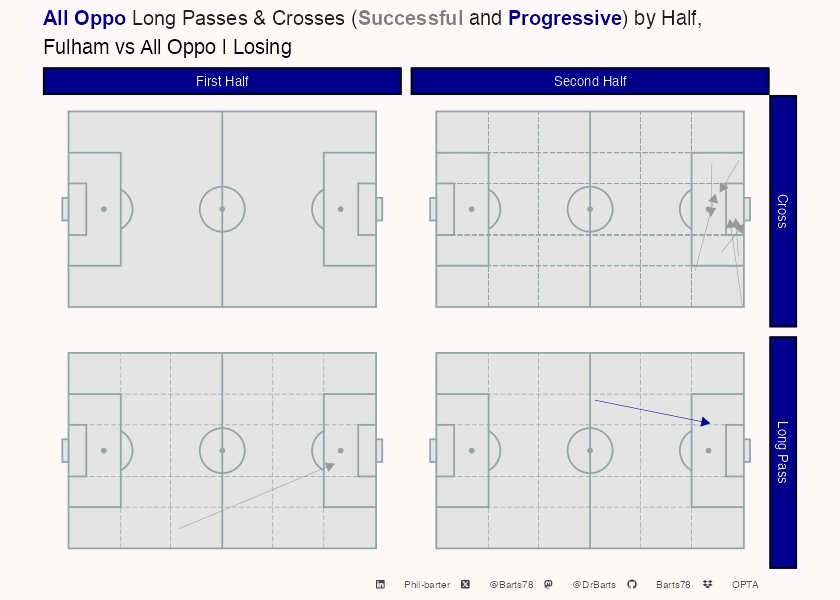 All Oppo Long Passes & Crosses (Successful and Progressive) by Half,
Fulham vs All Oppo I Losing
First Half
Second Half
Cross
Long Pass
Phil-barter @Barts78 @DrBarts Barts78 OPTA